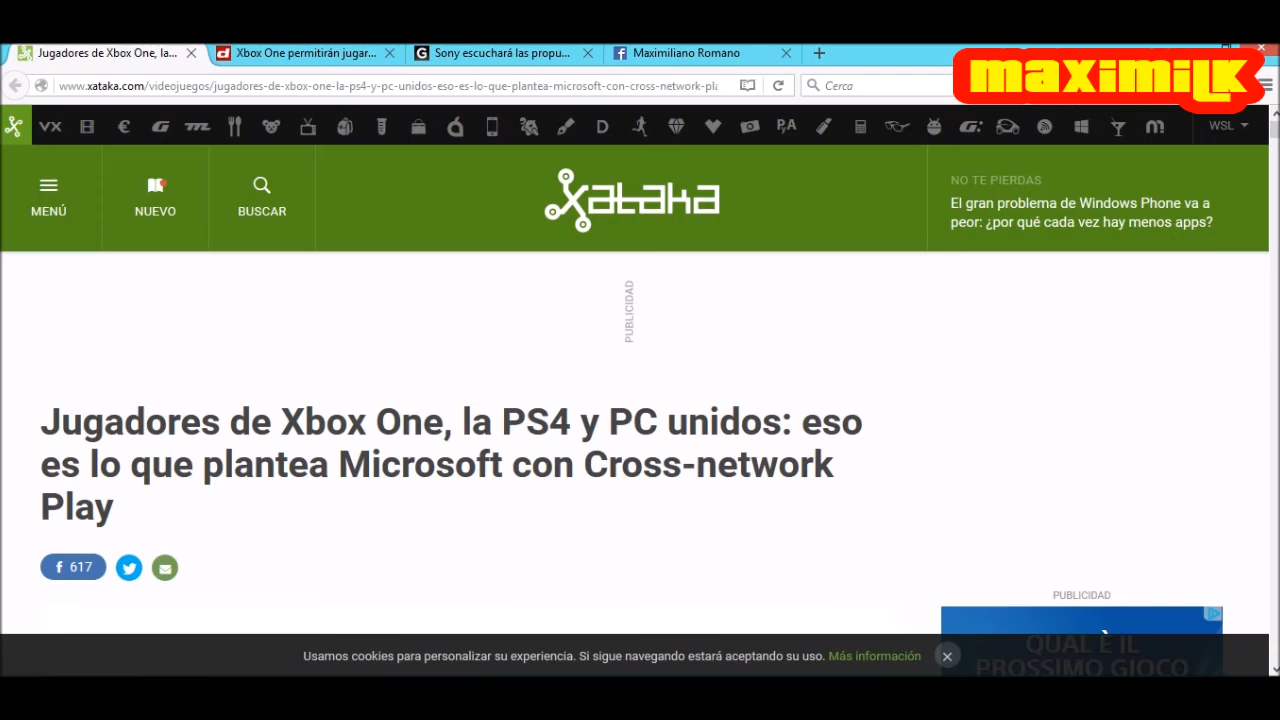 Jugadores de Xbox One, la...
Xbox One permitirán jugar...
Sony escuchará las propu...
Maximiliano Romano
www.xataka.com/videojuegos/jugadores-de-xbox-one-la-ps4-y-pc-unidos-eso-es-lo-que-plantea-microsoft-con-cross-network-pla
Cerca
MAXIMILK
WSL
MENÚ
NUEVO
BUSCAR
xataka
NO TE PIERDAS
El gran problema de Windows Phone va a
peor: ¿por qué cada vez hay menos apps?
PUBLICIDAD
Jugadores de Xbox One, la PS4 y PC unidos: eso
es lo que plantea Microsoft con Cross-network
Play
617
PUBLICIDAD
QUAL È IL
PROSSIMO GIOCO
Usamos cookies para personalizar su experiencia. Si sigue navegando estará aceptando su uso. Más información